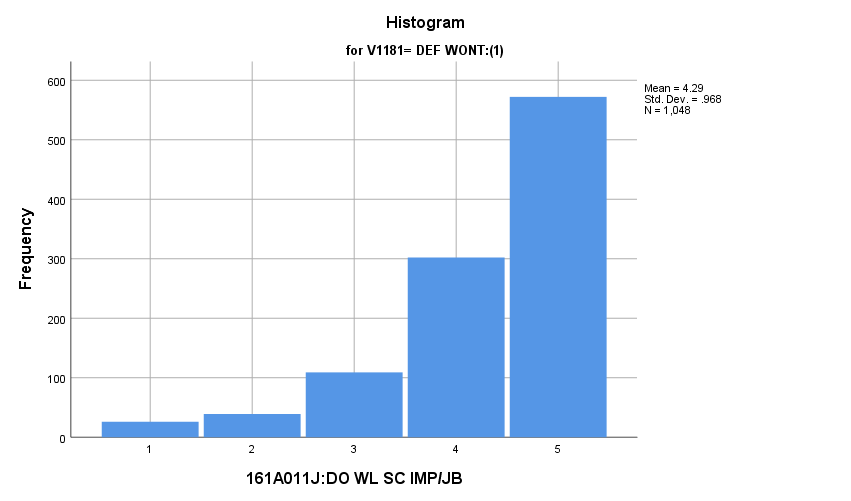 Histogram
for V1181= DEF WONT:(1)
Mean = 4.29
Std. Dev. = .968
N = 1,048
Frequency
600
500
400
300
200
100
0
1 2 3 4 5
161A011J:DO WL SC IMP/JB